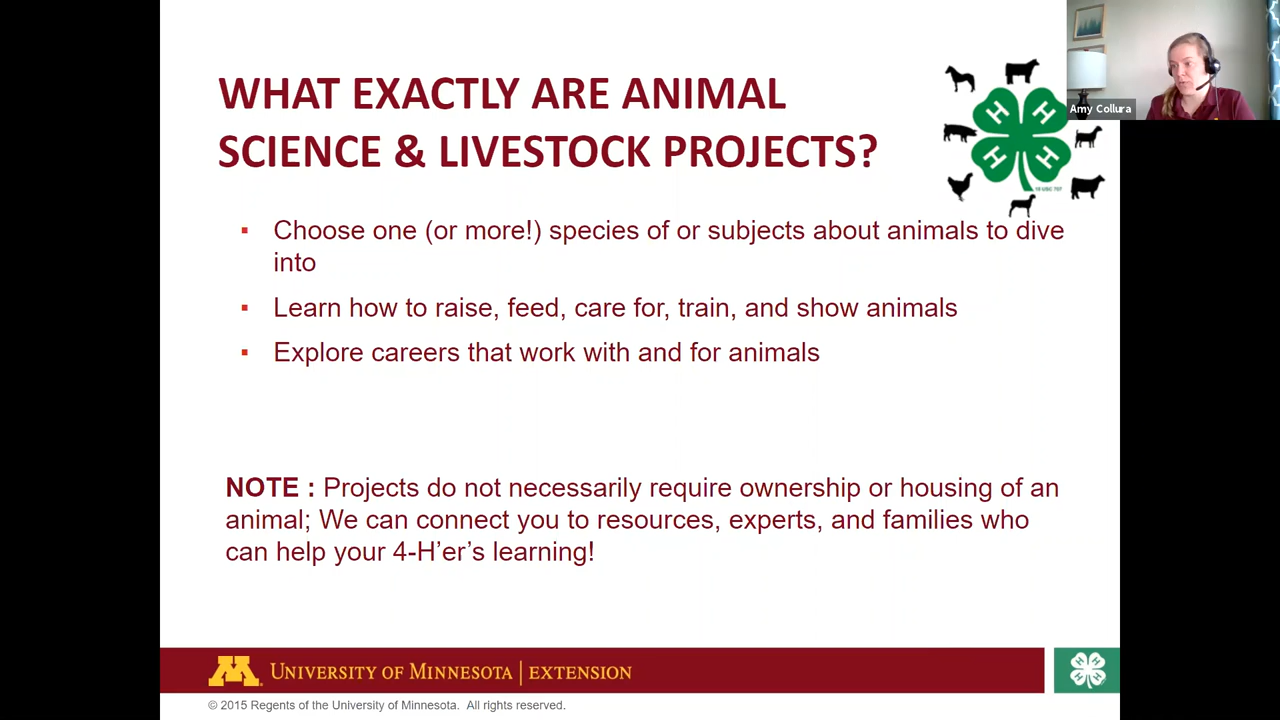 WHAT EXACTLY ARE ANIMAL
SCIENCE & LIVESTOCK PROJECTS?
H H
H H
18 USC 707
Amy Collura
▪ Choose one (or more!) species of or subjects about animals to dive
into
▪ Learn how to raise, feed, care for, train, and show animals
▪ Explore careers that work with and for animals
NOTE : Projects do not necessarily require ownership or housing of an
animal; We can connect you to resources, experts, and families who
can help your 4-H’er’s learning!
M UNIVERSITY OF MINNESOTA | EXTENSION
H H
H H
© 2015 Regents of the University of Minnesota. All rights reserved.